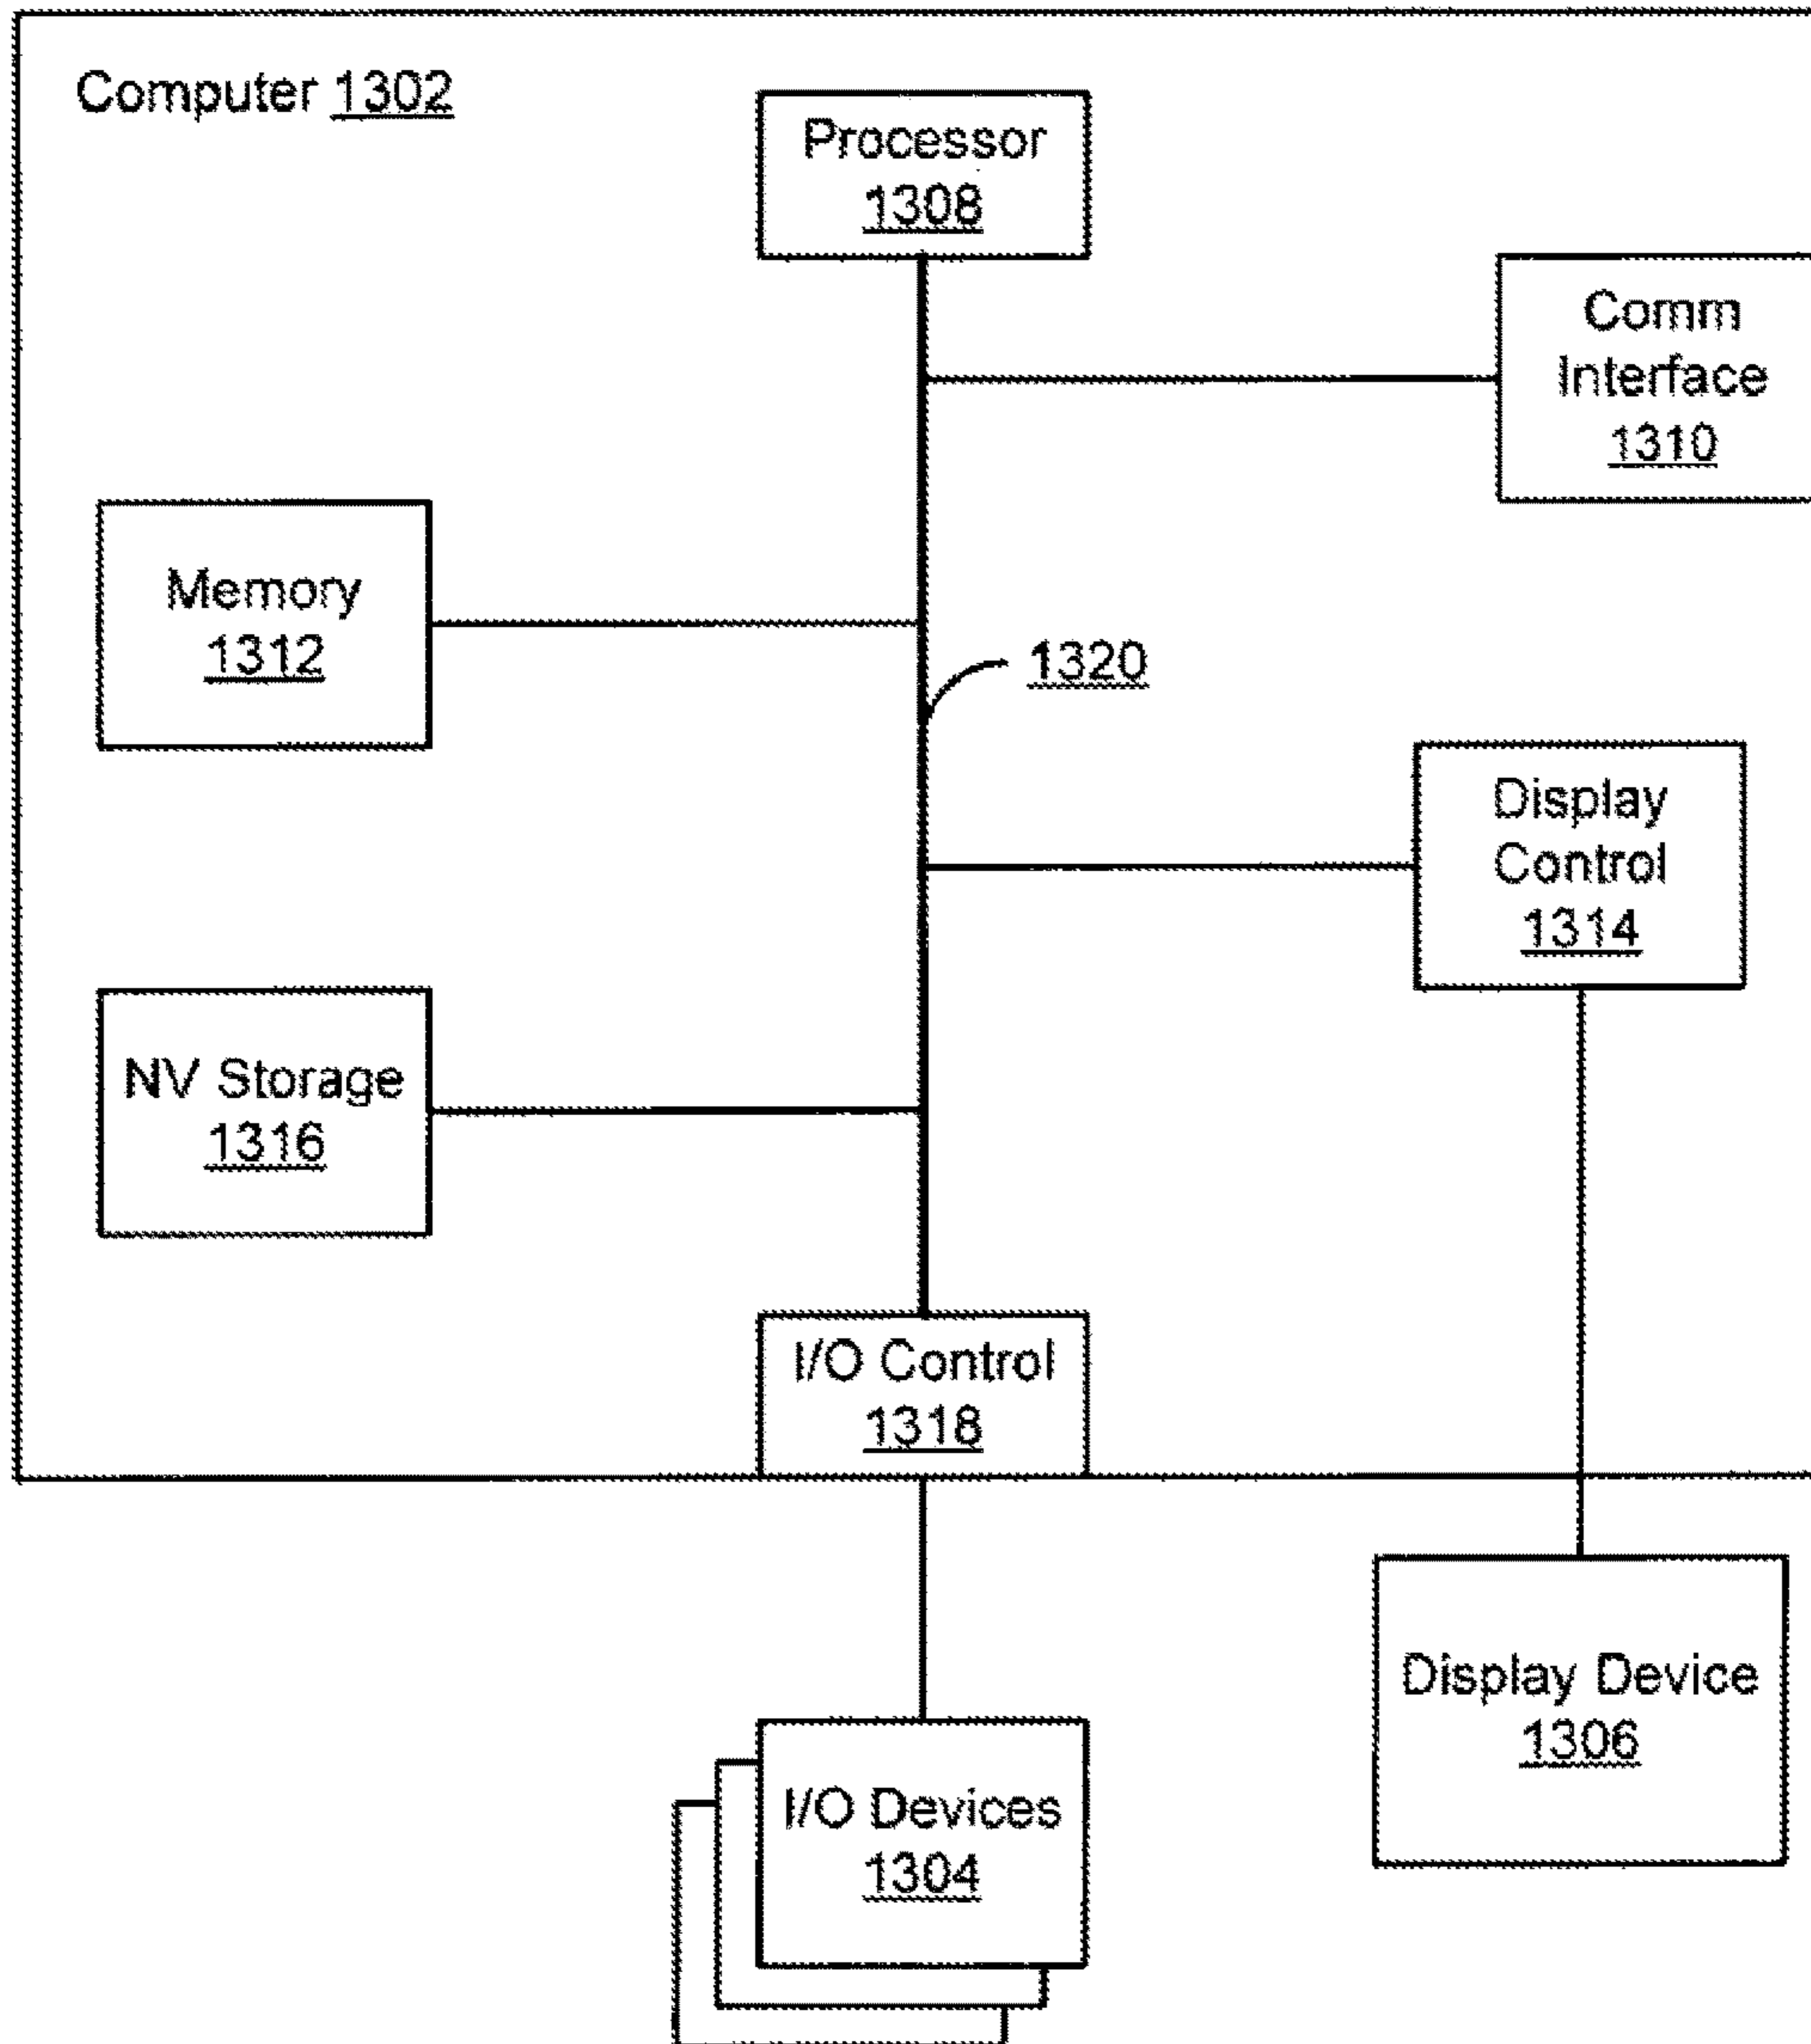 Computer 1302
Processor
1308
Comm
Interface
1310
Memory
1312
1320
Display
Control
1314
NV Storage
1316
I/O Control
1318
Display Device
1306
I/O Devices
1304